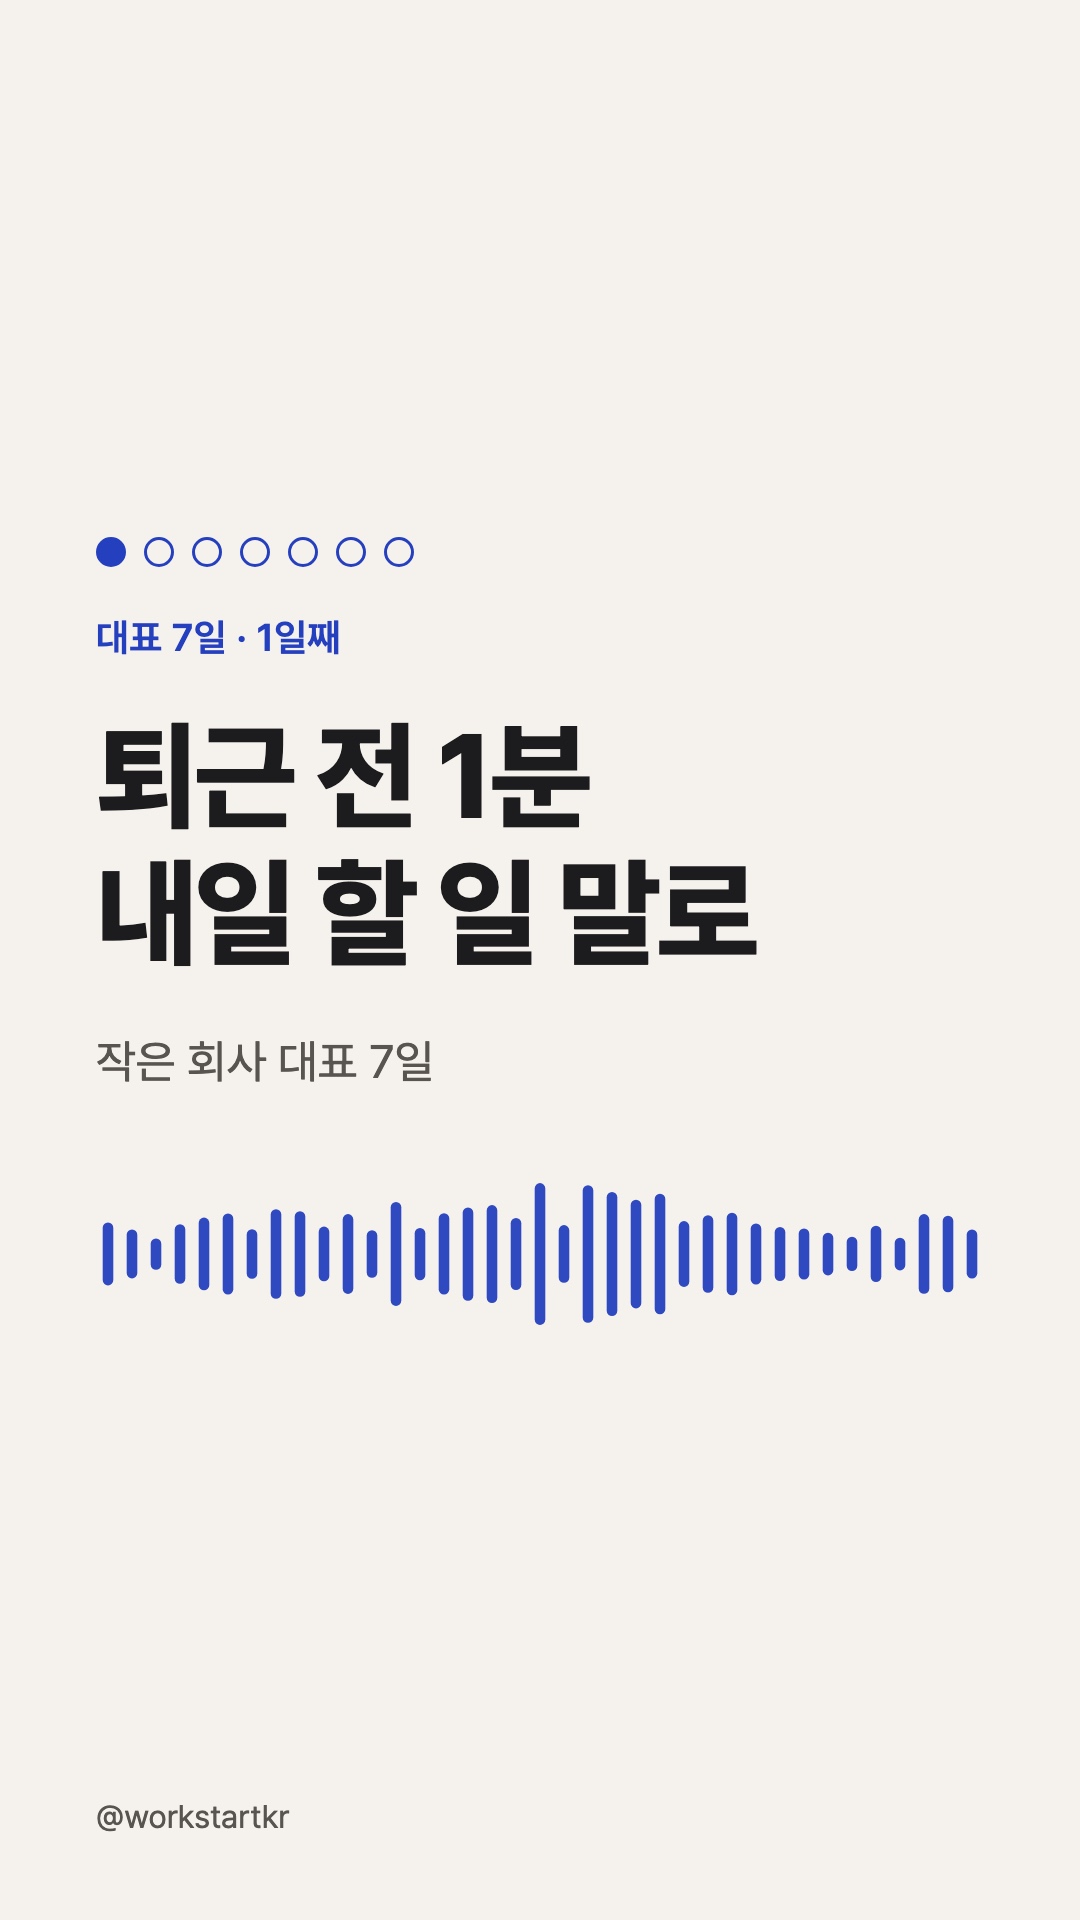 대표 7일 · 1일째
퇴근 전 1분
내일 할 일 말로
작은 회사 대표 7일
@workstartkr